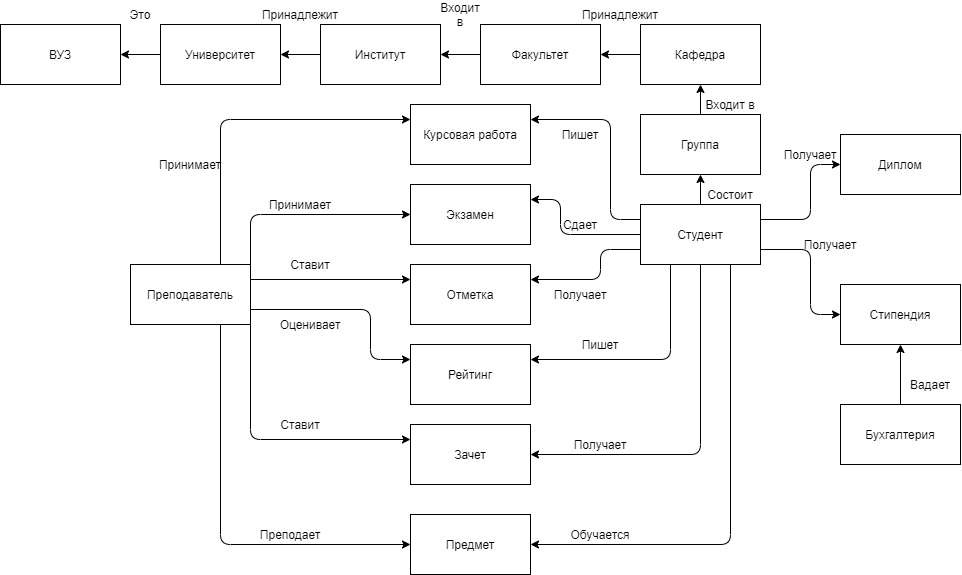 Это
Принадлежит
Входит
в
Принадлежит
ВУЗ
Университет
Институт
Факультет
Кафедра
Входит в
Курсовая работа
Пишет
Группа
Принимает
Получает
Диплом
Состоит
Принимает
Экзамен
Сдает
Студент
Получает
Ставит
Преподаватель
Отметка
Получает
Стипендия
Оценивает
Пишет
Рейтинг
Вадает
Ставит
Бухгалтерия
Зачет
Получает
Преподает
Предмет
Обучается